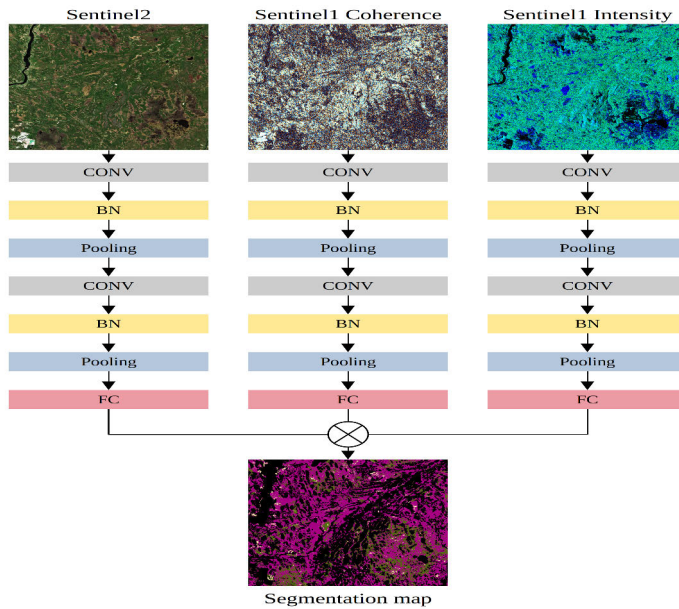 Sentinel2 Sentinel1 Coherence Sentinel1 Intensity
CONV CONV CONV
BN BN BN
Pooling Pooling Pooling
CONV CONV CONV
BN BN BN
Pooling Pooling Pooling
FC FC FC
Segmentation map